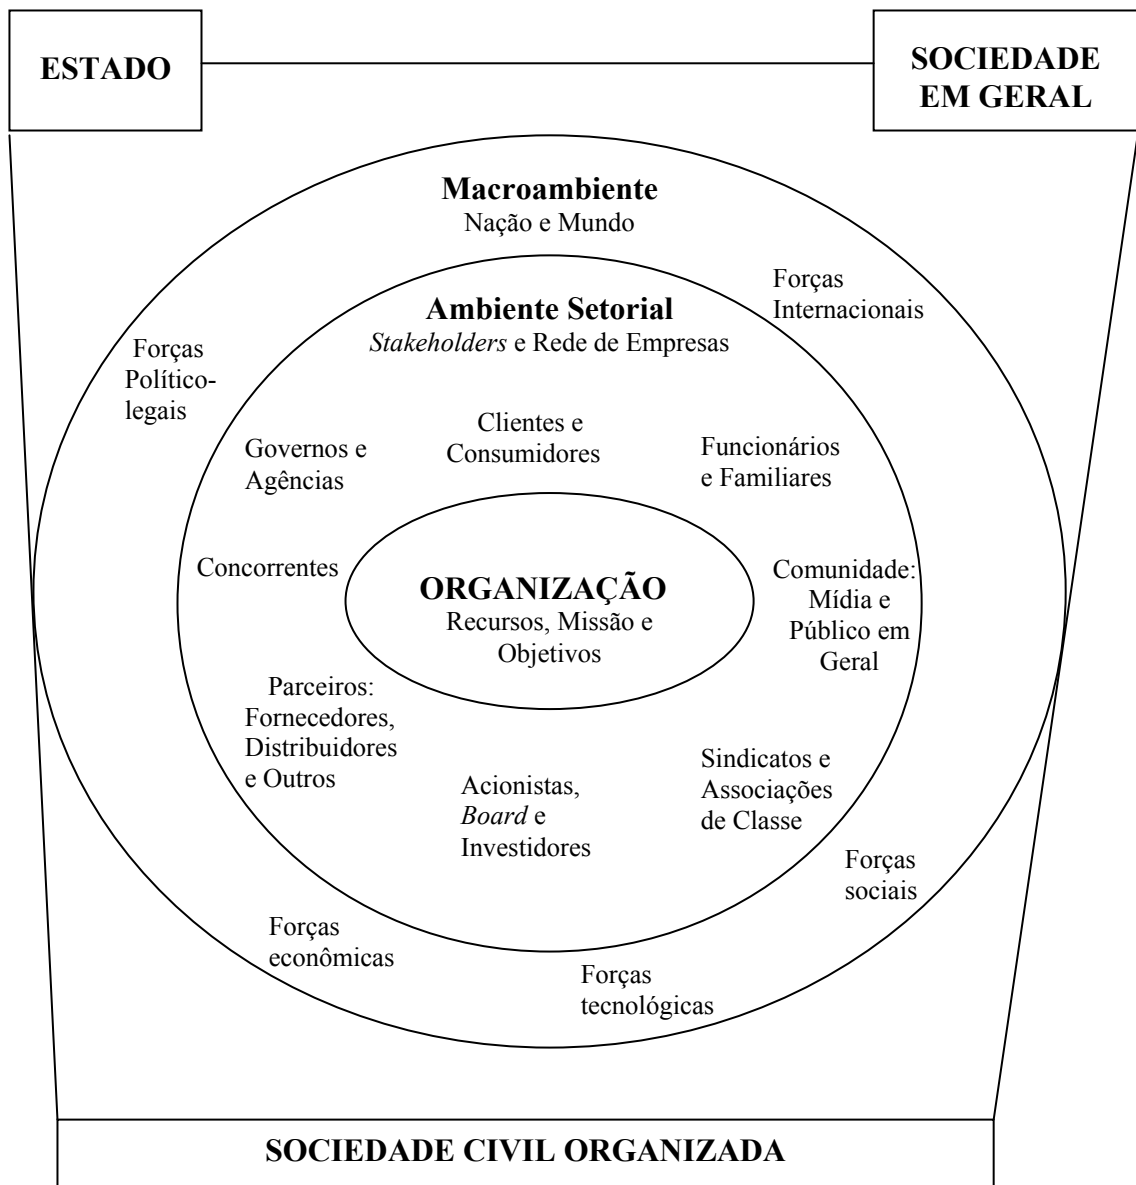 ESTADO
SOCIEDADE
EM GERAL
Macroambiente
Nação e Mundo
Forças
Internacionais
Ambiente Setorial
Stakeholders e Rede de Empresas
Forças
Político-
legais
Clientes e
Consumidores
Governos e
Agências
Funcionários
e Familiares
Concorrentes
ORGANIZAÇÃO
Recursos, Missão e
Objetivos
Comunidade:
Mídia e
Público em
Geral
Parceiros:
Fornecedores,
Distribuidores
e Outros
Acionistas,
Board e
Investidores
Sindicatos e
Associações
de Classe
Forças
sociais
Forças
econômicas
Forças
tecnológicas
SOCIEDADE CIVIL ORGANIZADA